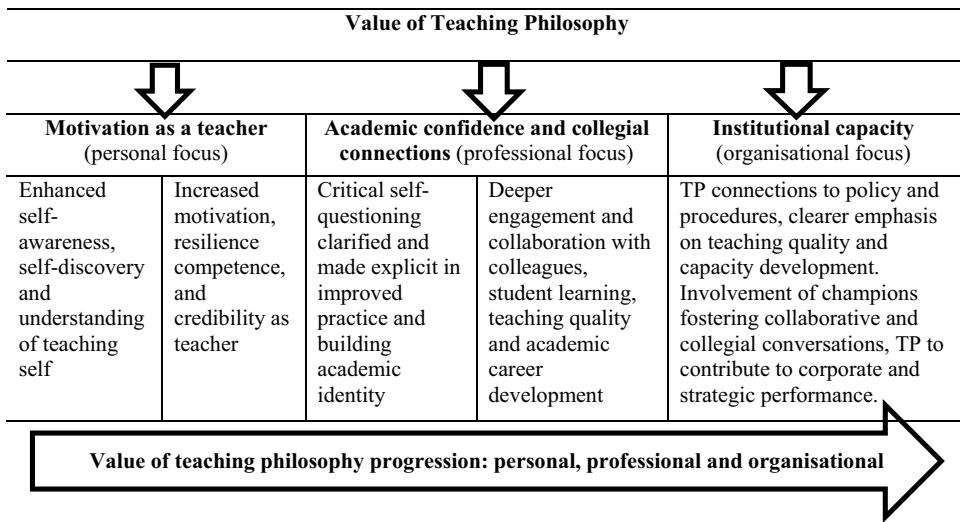 Value of Teaching Philosophy
Motivation as a teacher
(personal focus)
Academic confidence and collegial
connections (professional focus)
Institutional capacity
(organisational focus)
Enhanced
self-
awareness,
self-discovery
and
understanding
of teaching
self
Increased
motivation,
resilience
competence,
and
credibility as
teacher
Critical self-
questioning
clarified and
made explicit in
improved
practice and
building
academic
identity
Deeper
engagement and
collaboration with
colleagues,
student learning,
teaching quality
and academic
career
development
TP connections to policy and
procedures, clearer emphasis
on teaching quality and
capacity development.
Involvement of champions
fostering collaborative and
collegial conversations, TP to
contribute to corporate and
strategic performance.
Value of teaching philosophy progression: personal, professional and organisational